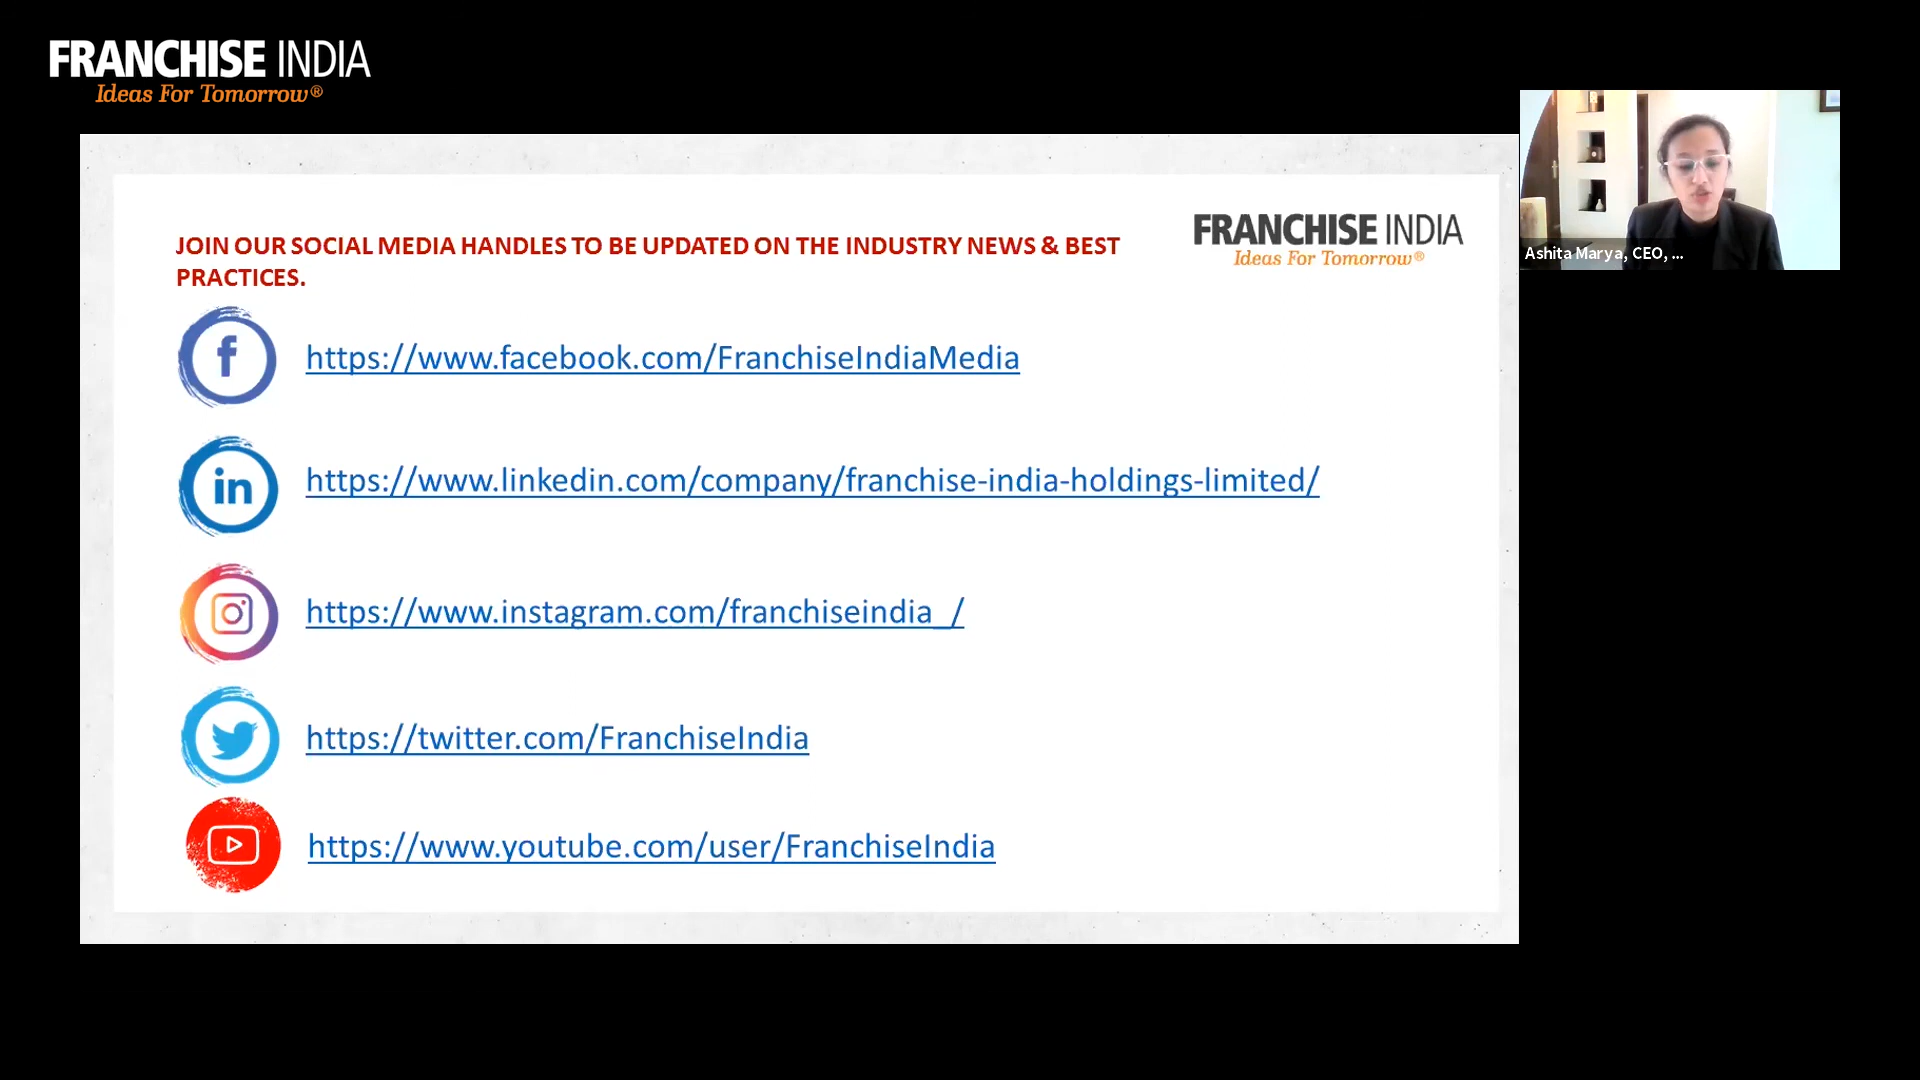 FRANCHISE INDIA
Ideas For Tomorrow®
JOIN OUR SOCIAL MEDIA HANDLES TO BE UPDATED ON THE INDUSTRY NEWS & BEST
PRACTICES.
FRANCHISE INDIA
Ideas For Tomorrow®
Ashita Marya, CEO, ...
f
https://www.facebook.com/FranchiseIndiaMedia
in
https://www.linkedin.com/company/franchise-india-holdings-limited/
https://www.instagram.com/franchiseindia_/
https://twitter.com/FranchiseIndia
https://www.youtube.com/user/FranchiseIndia